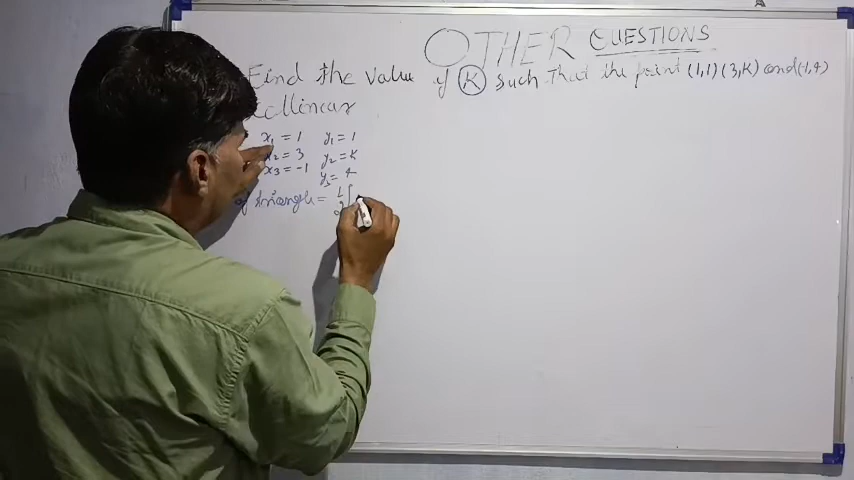 OTHER QUESTIONS
Find the value of K such that the point (1,1) (3,K) and (-1,4)
collinear
x1 = 1 y1 = 1
x2 = 3 y2 = K
x3 = -1 y3 = 4
of triangle = 1/2 [